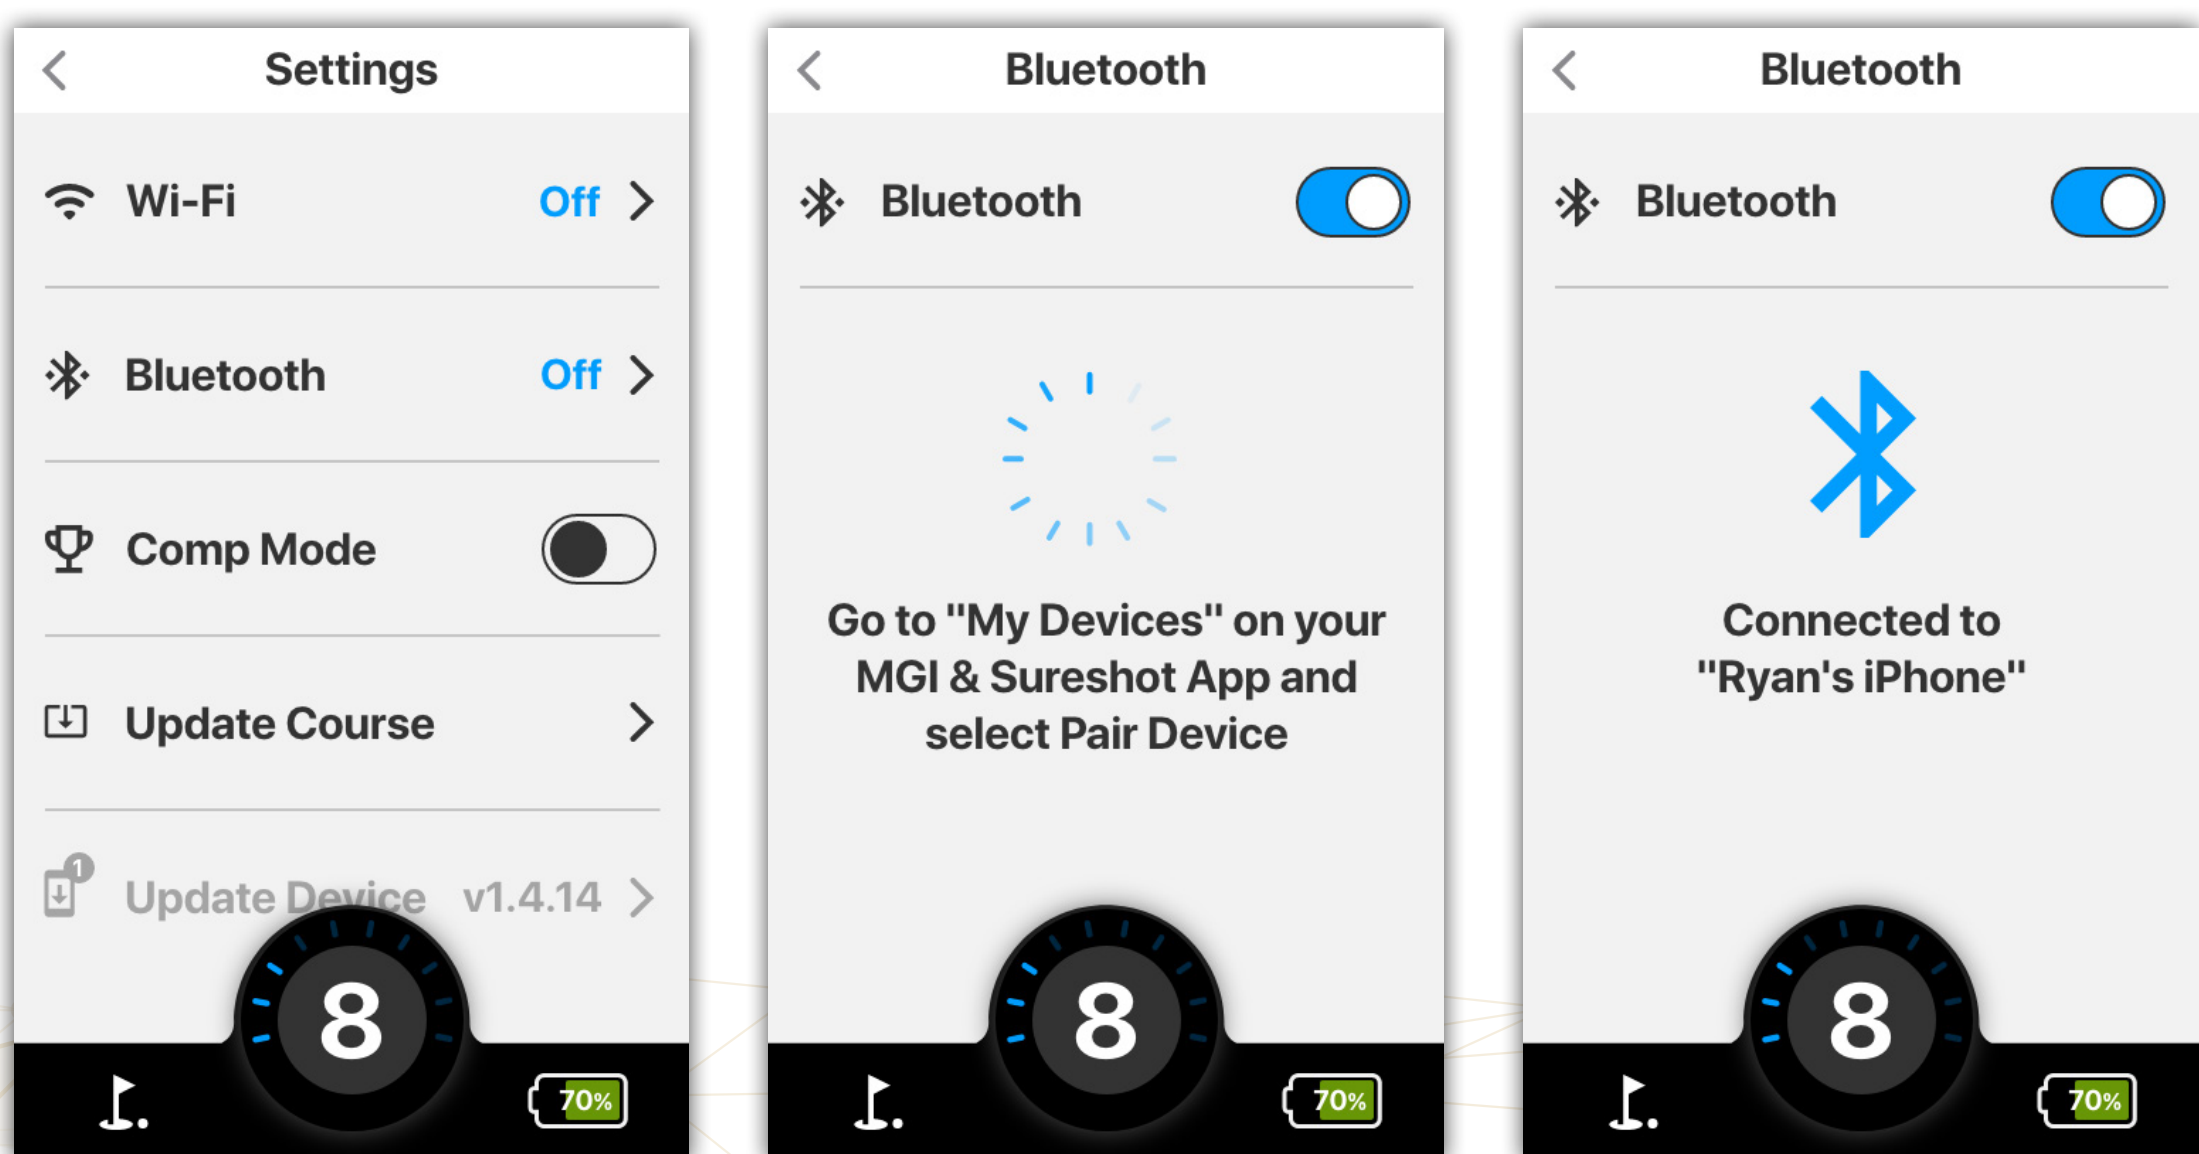 Settings
Wi-Fi Off
Bluetooth Off
Comp Mode
Update Course
1
Update Device v1.4.14
8
70%
Bluetooth
Bluetooth
Go to "My Devices" on your
MGI & Sureshot App and
select Pair Device
8
70%
Bluetooth
Bluetooth
Connected to
"Ryan's iPhone"
8
70%